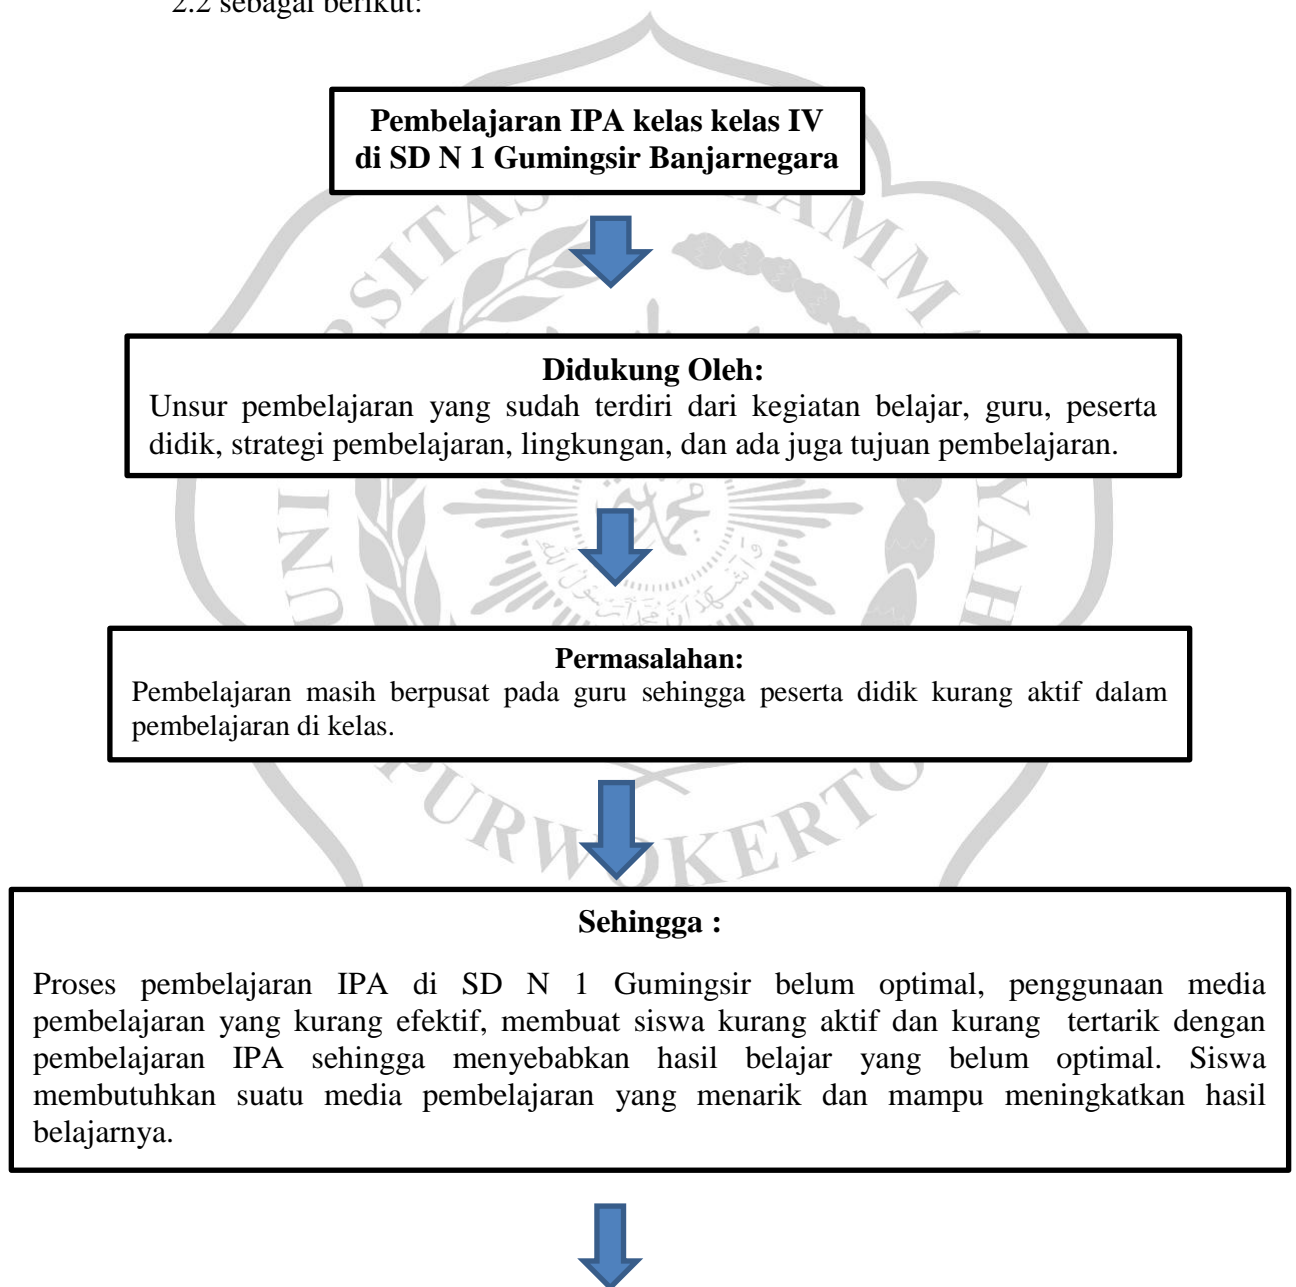 2.2 sebagai berikut:
Pembelajaran IPA kelas kelas IV
di SD N 1 Gumingsir Banjarnegara
Didukung Oleh:
Unsur pembelajaran yang sudah terdiri dari kegiatan belajar, guru, peserta
didik, strategi pembelajaran, lingkungan, dan ada juga tujuan pembelajaran.
Permasalahan:
Pembelajaran masih berpusat pada guru sehingga peserta didik kurang aktif dalam
pembelajaran di kelas.
PURWOKERTO
Sehingga :
Proses pembelajaran IPA di SD N 1 Gumingsir belum optimal, penggunaan media
pembelajaran yang kurang efektif, membuat siswa kurang aktif dan kurang tertarik dengan
pembelajaran IPA sehingga menyebabkan hasil belajar yang belum optimal. Siswa
membutuhkan suatu media pembelajaran yang menarik dan mampu meningkatkan hasil
belajarnya.